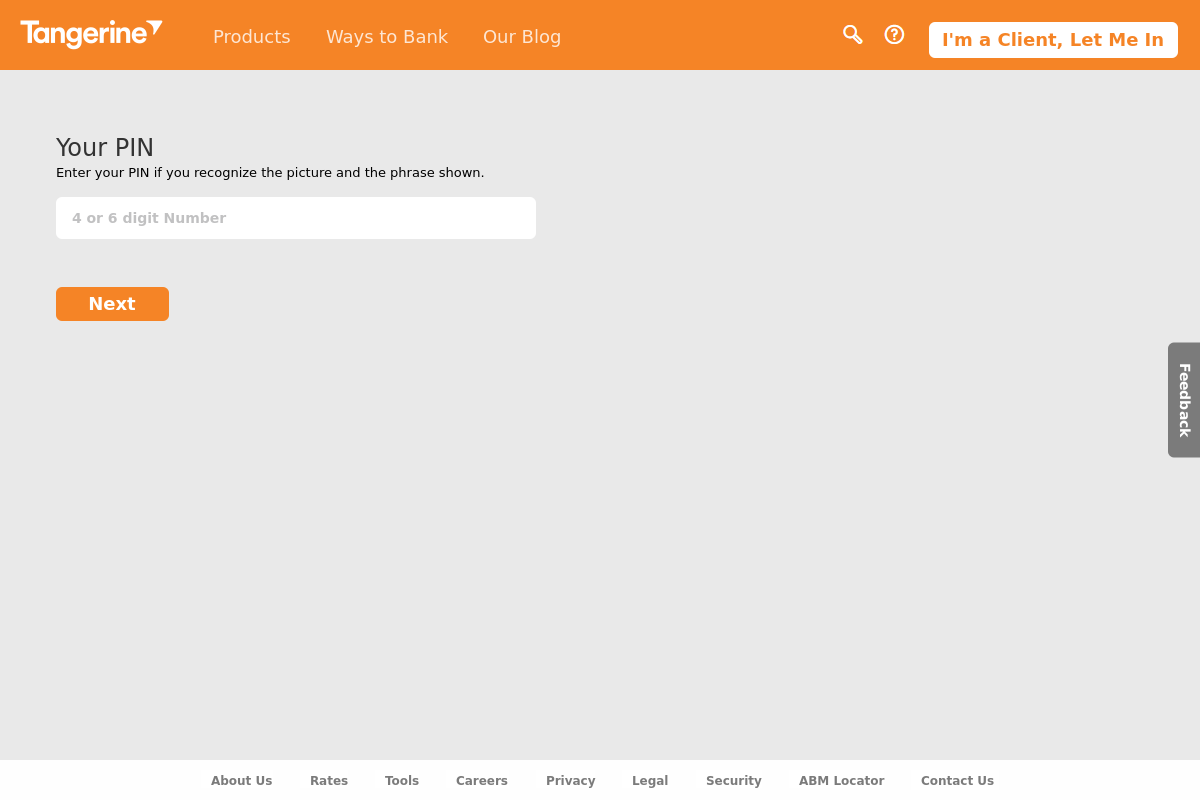 Tangerine
Products
Ways to Bank
Our Blog
I'm a Client, Let Me In
Your PIN
Enter your PIN if you recognize the picture and the phrase shown.
4 or 6 digit Number
Next
Feedback
About Us
Rates
Tools
Careers
Privacy
Legal
Security
ABM Locator
Contact Us